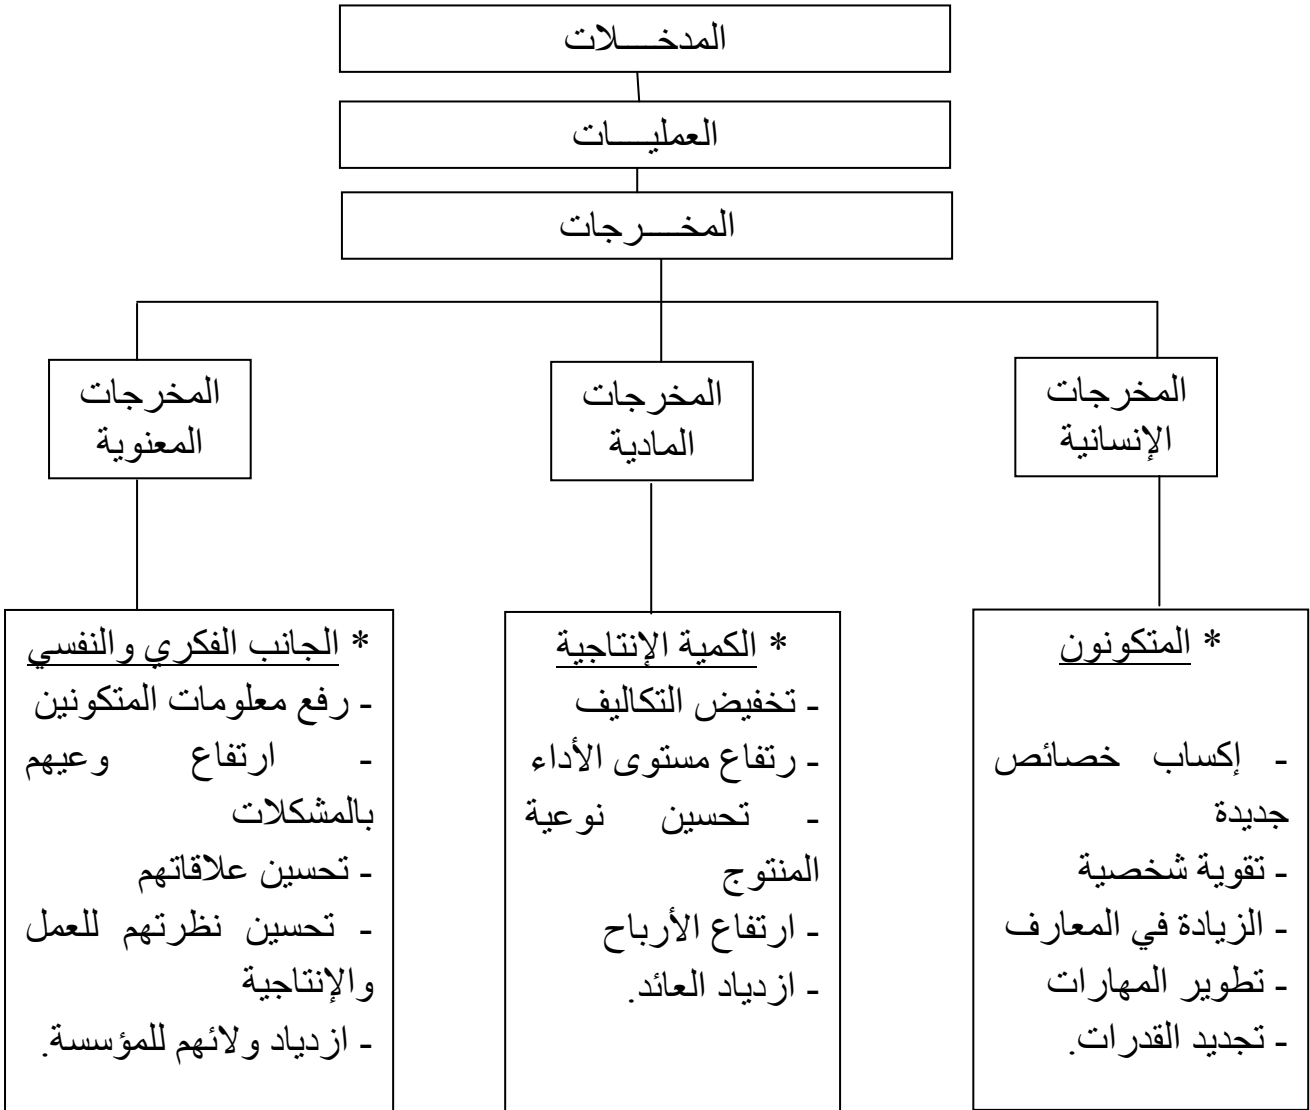 المدخـــلات
العمليـــات
المخـــرجات
المخرجات
الإنسانية
المخرجات
المادية
المخرجات
المعنوية
* المتكونون
- إكساب خصائص
جديدة
- تقوية شخصية
- الزيادة في المعارف
- تطوير المهارات
- تجديد القدرات.
* الكمية الإنتاجية
- تخفيض التكاليف
- رتفاع مستوى الأداء
- تحسين نوعية
المنتوج
- ارتفاع الأرباح
- ازدياد العائد.
* الجانب الفكري والنفسي
- رفع معلومات المتكونين
- ارتفاع وعيهم
بالمشكلات
- تحسين علاقاتهم
- تحسين نظرتهم للعمل
والإنتاجية
- ازدياد ولائهم للمؤسسة.